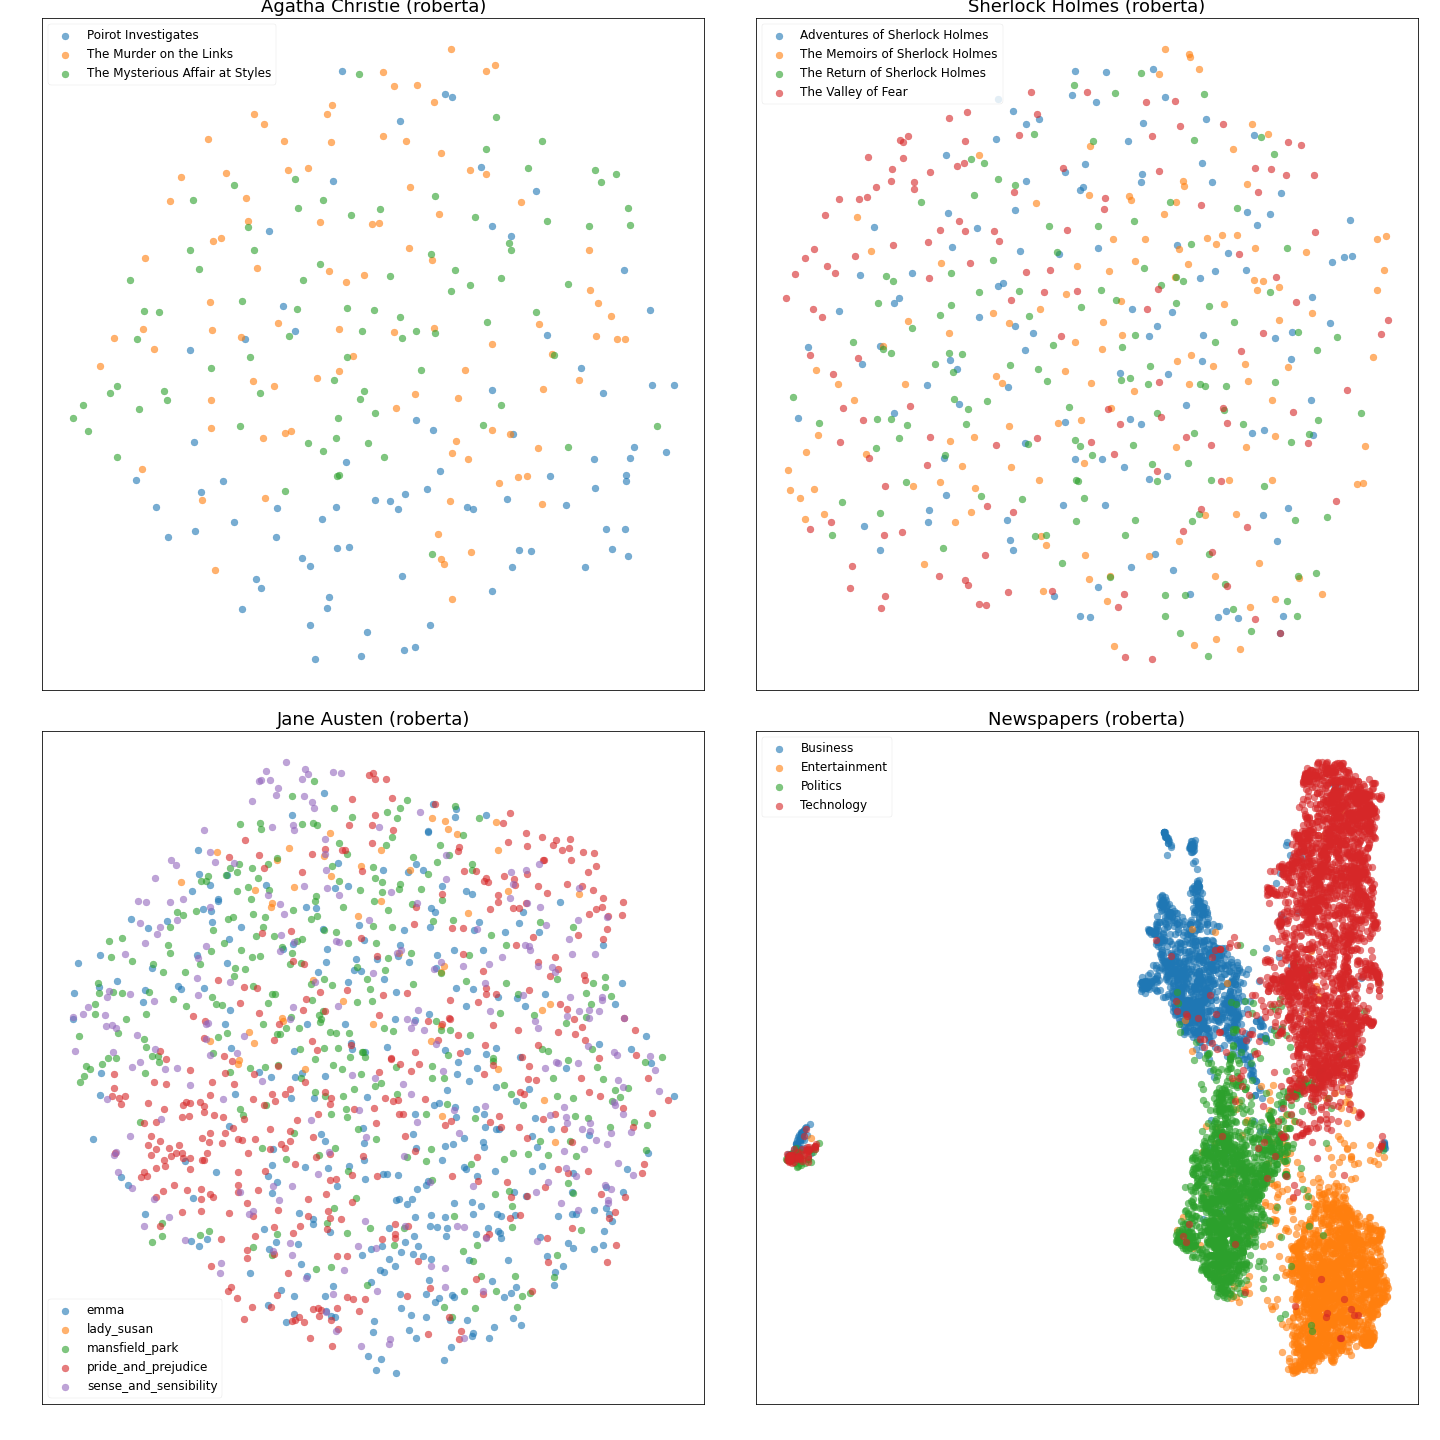 Agatha Christie (roberta)
Poirot Investigates
The Murder on the Links
The Mysterious Affair at Styles
Sherlock Holmes (roberta)
Adventures of Sherlock Holmes
The Memoirs of Sherlock Holmes
The Return of Sherlock Holmes
The Valley of Fear
Jane Austen (roberta)
emma
lady_susan
mansfield_park
pride_and_prejudice
sense_and_sensibility
Newspapers (roberta)
Business
Entertainment
Politics
Technology